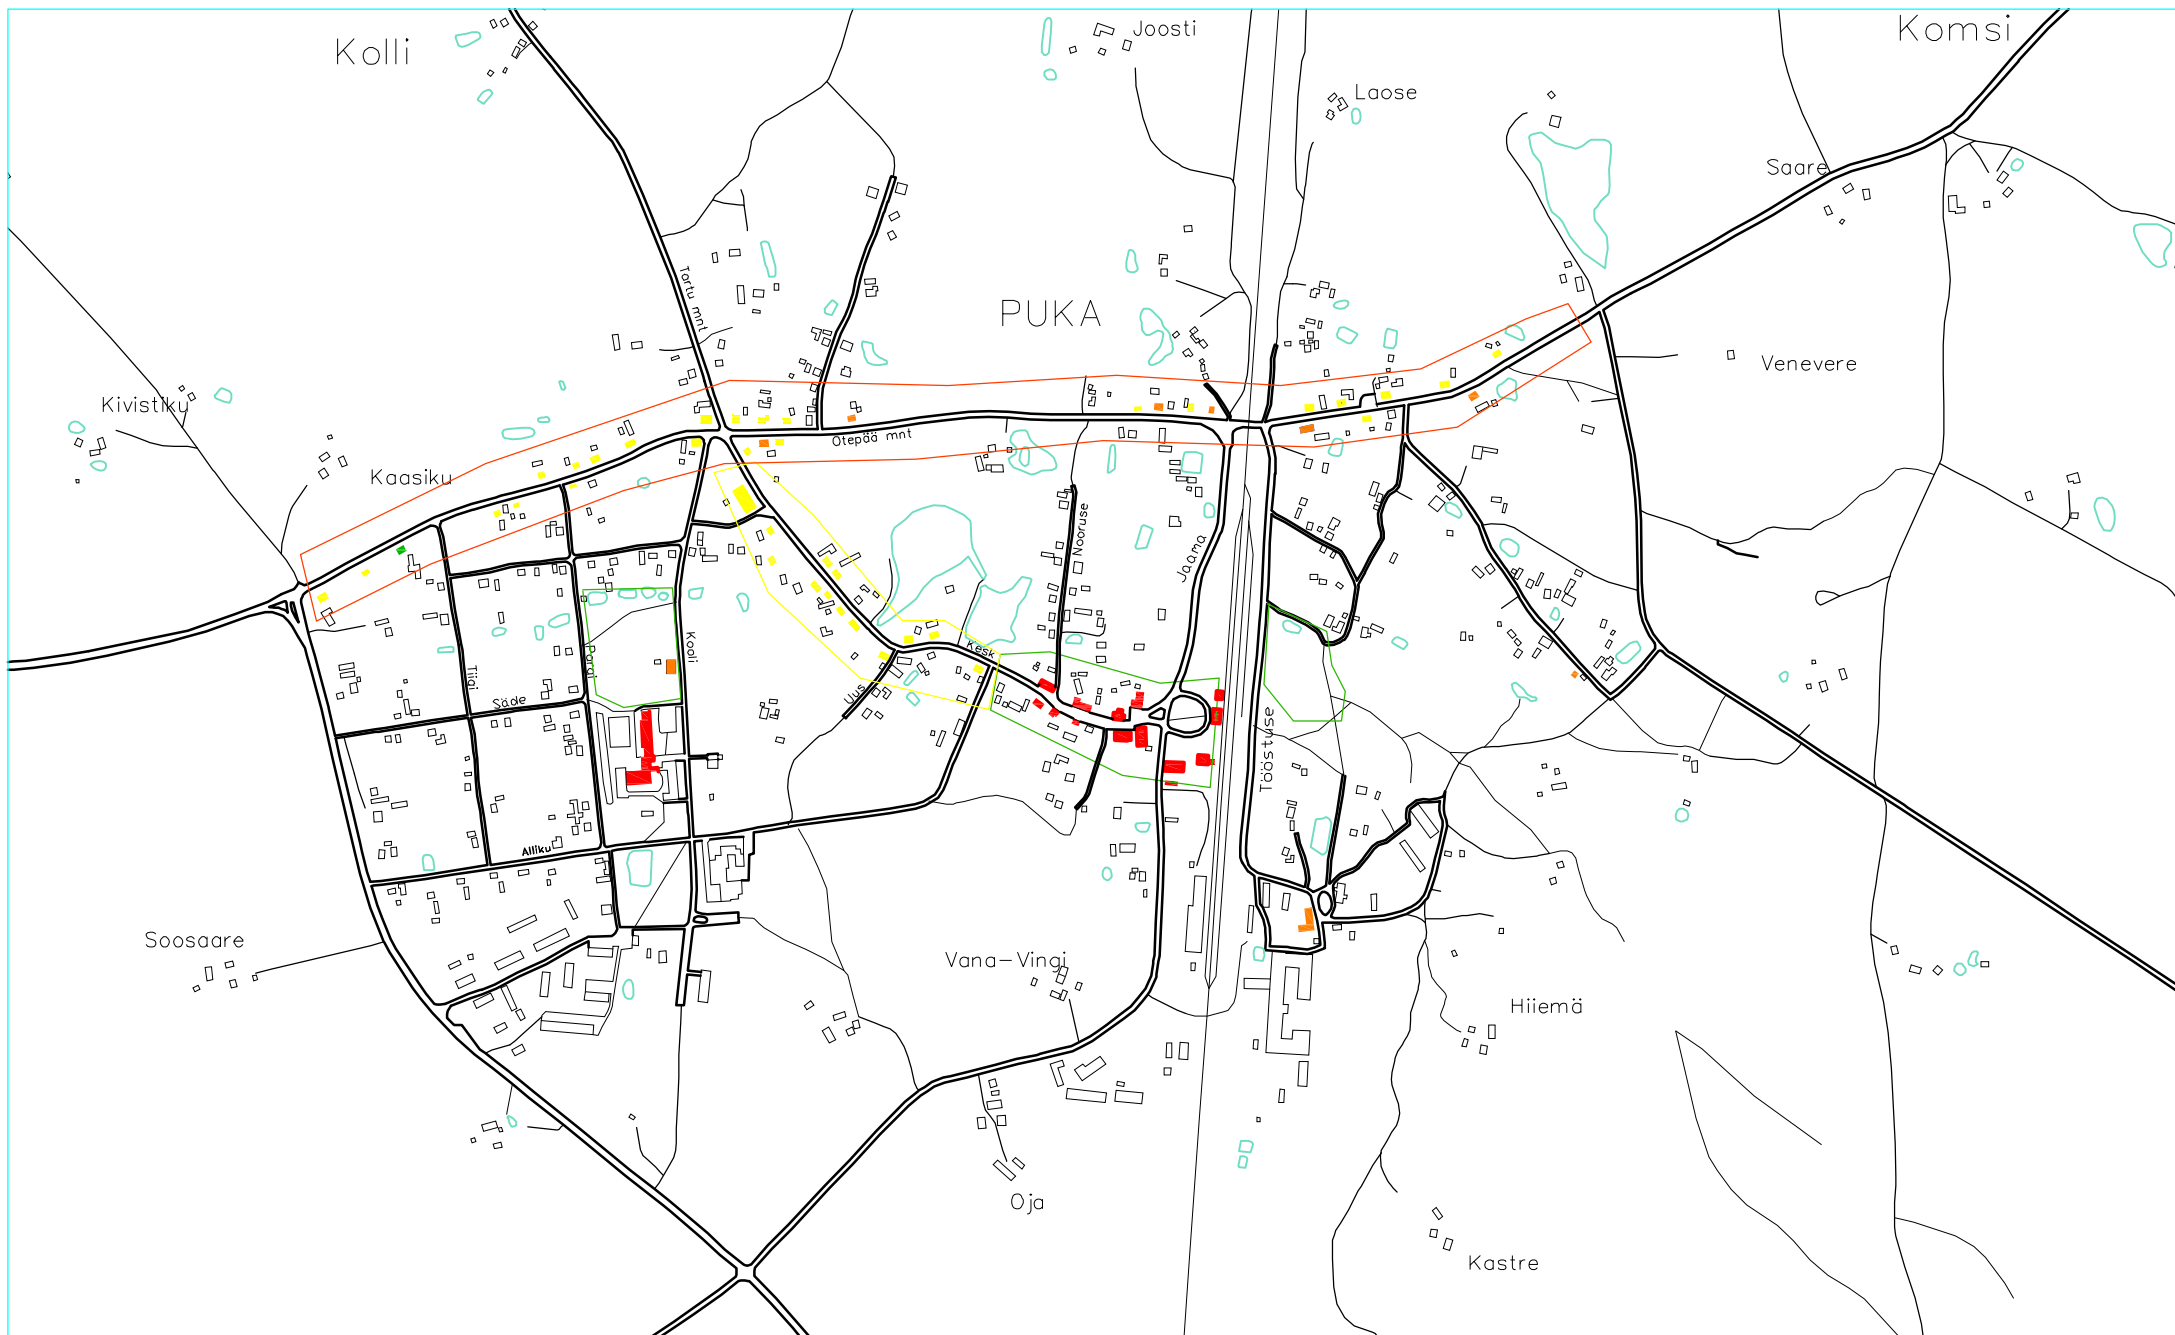 Kolli
Joosti
Komsi
Laose
Saare
Tartu mnt
PUKA
Venevere
Kivistiku
Otepää mnt
Kaasiku
Nooruse
Jaama
Kooli
Kesk
Pargi
Tiigi
Uus
Säde
Tööstuse
Alliku
Soosaare
Vana-Vingi
Hiiemä
Oja
Kastre